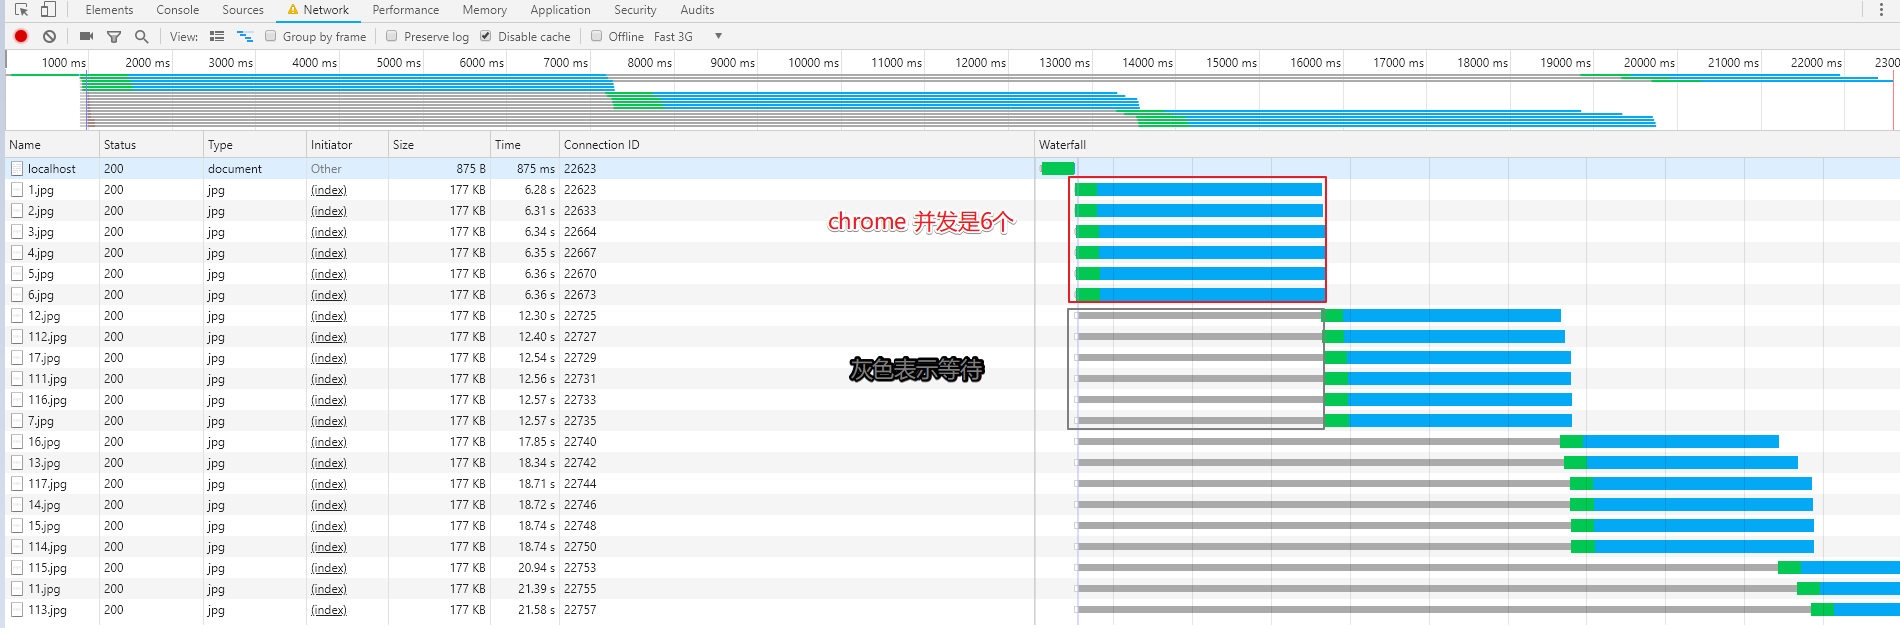 Elements Console Sources Network Performance Memory Application Security Audits
View: Group by frame Preserve log Disable cache Offline Fast 3G
1000 ms 2000 ms 3000 ms 4000 ms 5000 ms 6000 ms 7000 ms 8000 ms 9000 ms 10000 ms 11000 ms 12000 ms 13000 ms 14000 ms 15000 ms 16000 ms 17000 ms 18000 ms 19000 ms 20000 ms 21000 ms 22000 ms 23000
Name Status Type Initiator Size Time Connection ID Waterfall
localhost 200 document Other 875 B 875 ms 22623
1.jpg 200 jpg (index) 177 KB 6.28 s 22623
2.jpg 200 jpg (index) 177 KB 6.31 s 22633
chrome 并发是6个
3.jpg 200 jpg (index) 177 KB 6.34 s 22664
4.jpg 200 jpg (index) 177 KB 6.35 s 22667
5.jpg 200 jpg (index) 177 KB 6.36 s 22670
6.jpg 200 jpg (index) 177 KB 6.36 s 22673
12.jpg 200 jpg (index) 177 KB 12.30 s 22725
112.jpg 200 jpg (index) 177 KB 12.40 s 22727
17.jpg 200 jpg (index) 177 KB 12.54 s 22729
灰色表示等待
111.jpg 200 jpg (index) 177 KB 12.56 s 22731
116.jpg 200 jpg (index) 177 KB 12.57 s 22733
7.jpg 200 jpg (index) 177 KB 12.57 s 22735
16.jpg 200 jpg (index) 177 KB 17.85 s 22740
13.jpg 200 jpg (index) 177 KB 18.34 s 22742
117.jpg 200 jpg (index) 177 KB 18.71 s 22744
14.jpg 200 jpg (index) 177 KB 18.72 s 22746
15.jpg 200 jpg (index) 177 KB 18.74 s 22748
114.jpg 200 jpg (index) 177 KB 18.74 s 22750
115.jpg 200 jpg (index) 177 KB 20.94 s 22753
11.jpg 200 jpg (index) 177 KB 21.39 s 22755
113.jpg 200 jpg (index) 177 KB 21.58 s 22757